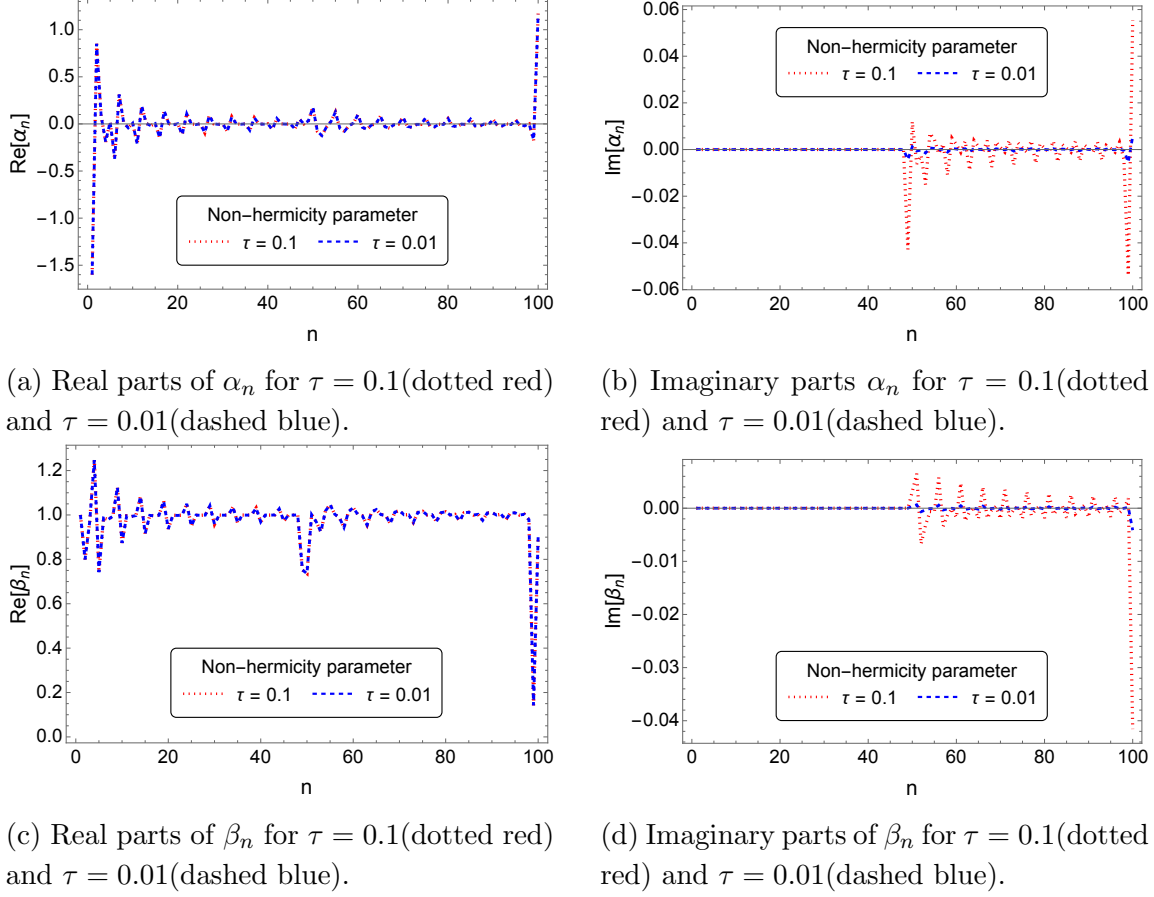 1.0
0.5
0.0
−0.5
−1.0
−1.5
Re[αn]
Non−hermicity parameter
τ = 0.1 τ = 0.01
0 20 40 60 80 100
n
0.06
0.04
0.02
0.00
−0.02
−0.04
−0.06
Im[αn]
Non−hermicity parameter
τ = 0.1 τ = 0.01
0 20 40 60 80 100
n
(a) Real parts of αn for τ = 0.1(dotted red)
and τ = 0.01(dashed blue).
(b) Imaginary parts αn for τ = 0.1(dotted
red) and τ = 0.01(dashed blue).
1.2
1.0
0.8
0.6
0.4
0.2
0.0
Re[βn]
Non−hermicity parameter
τ = 0.1 τ = 0.01
0 20 40 60 80 100
n
0.00
−0.01
−0.02
−0.03
−0.04
Im[βn]
Non−hermicity parameter
τ = 0.1 τ = 0.01
0 20 40 60 80 100
n
(c) Real parts of βn for τ = 0.1(dotted red)
and τ = 0.01(dashed blue).
(d) Imaginary parts of βn for τ = 0.1(dotted
red) and τ = 0.01(dashed blue).